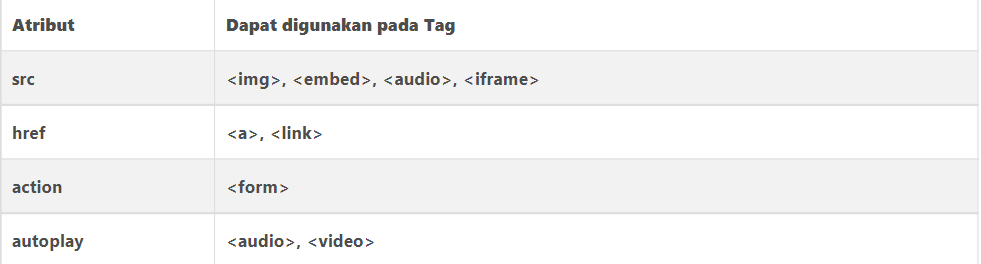 Atribut Dapat digunakan pada Tag
src <img>, <embed>, <audio>, <iframe>
href <a>, <link>
action <form>
autoplay <audio>, <video>